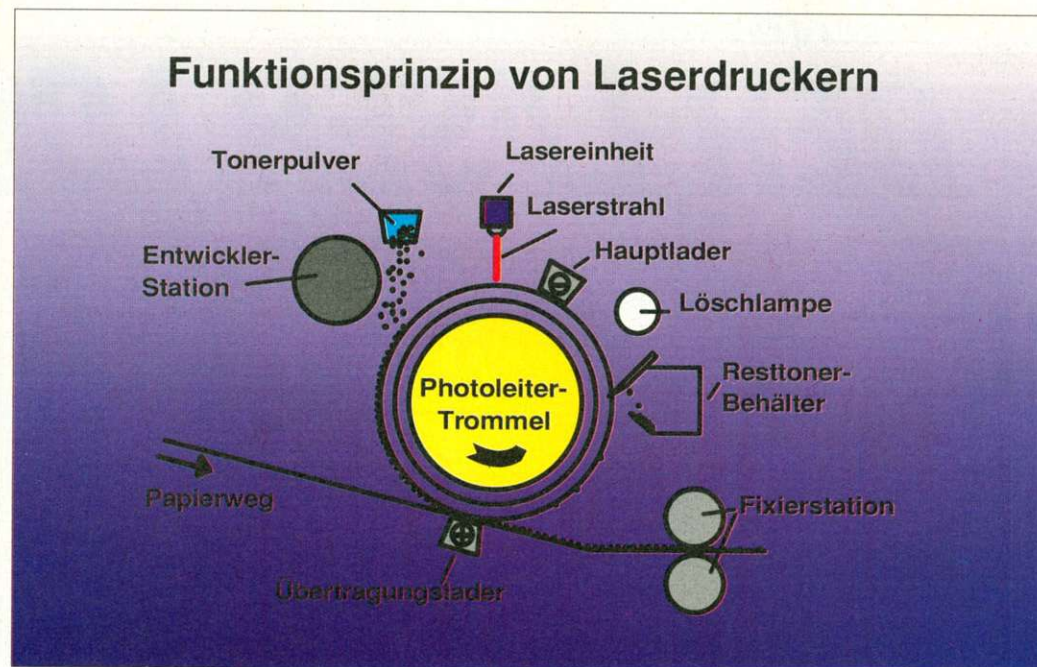 Funktionsprinzip von Laserdruckern
Tonerpulver
Lasereinheit
Laserstrahl
Entwickler-
Station
Hauptlader
Löschlampe
Photoleiter-
Trommel
Resttoner-
Behälter
Papierweg
Fixierstation
Übertragungslader